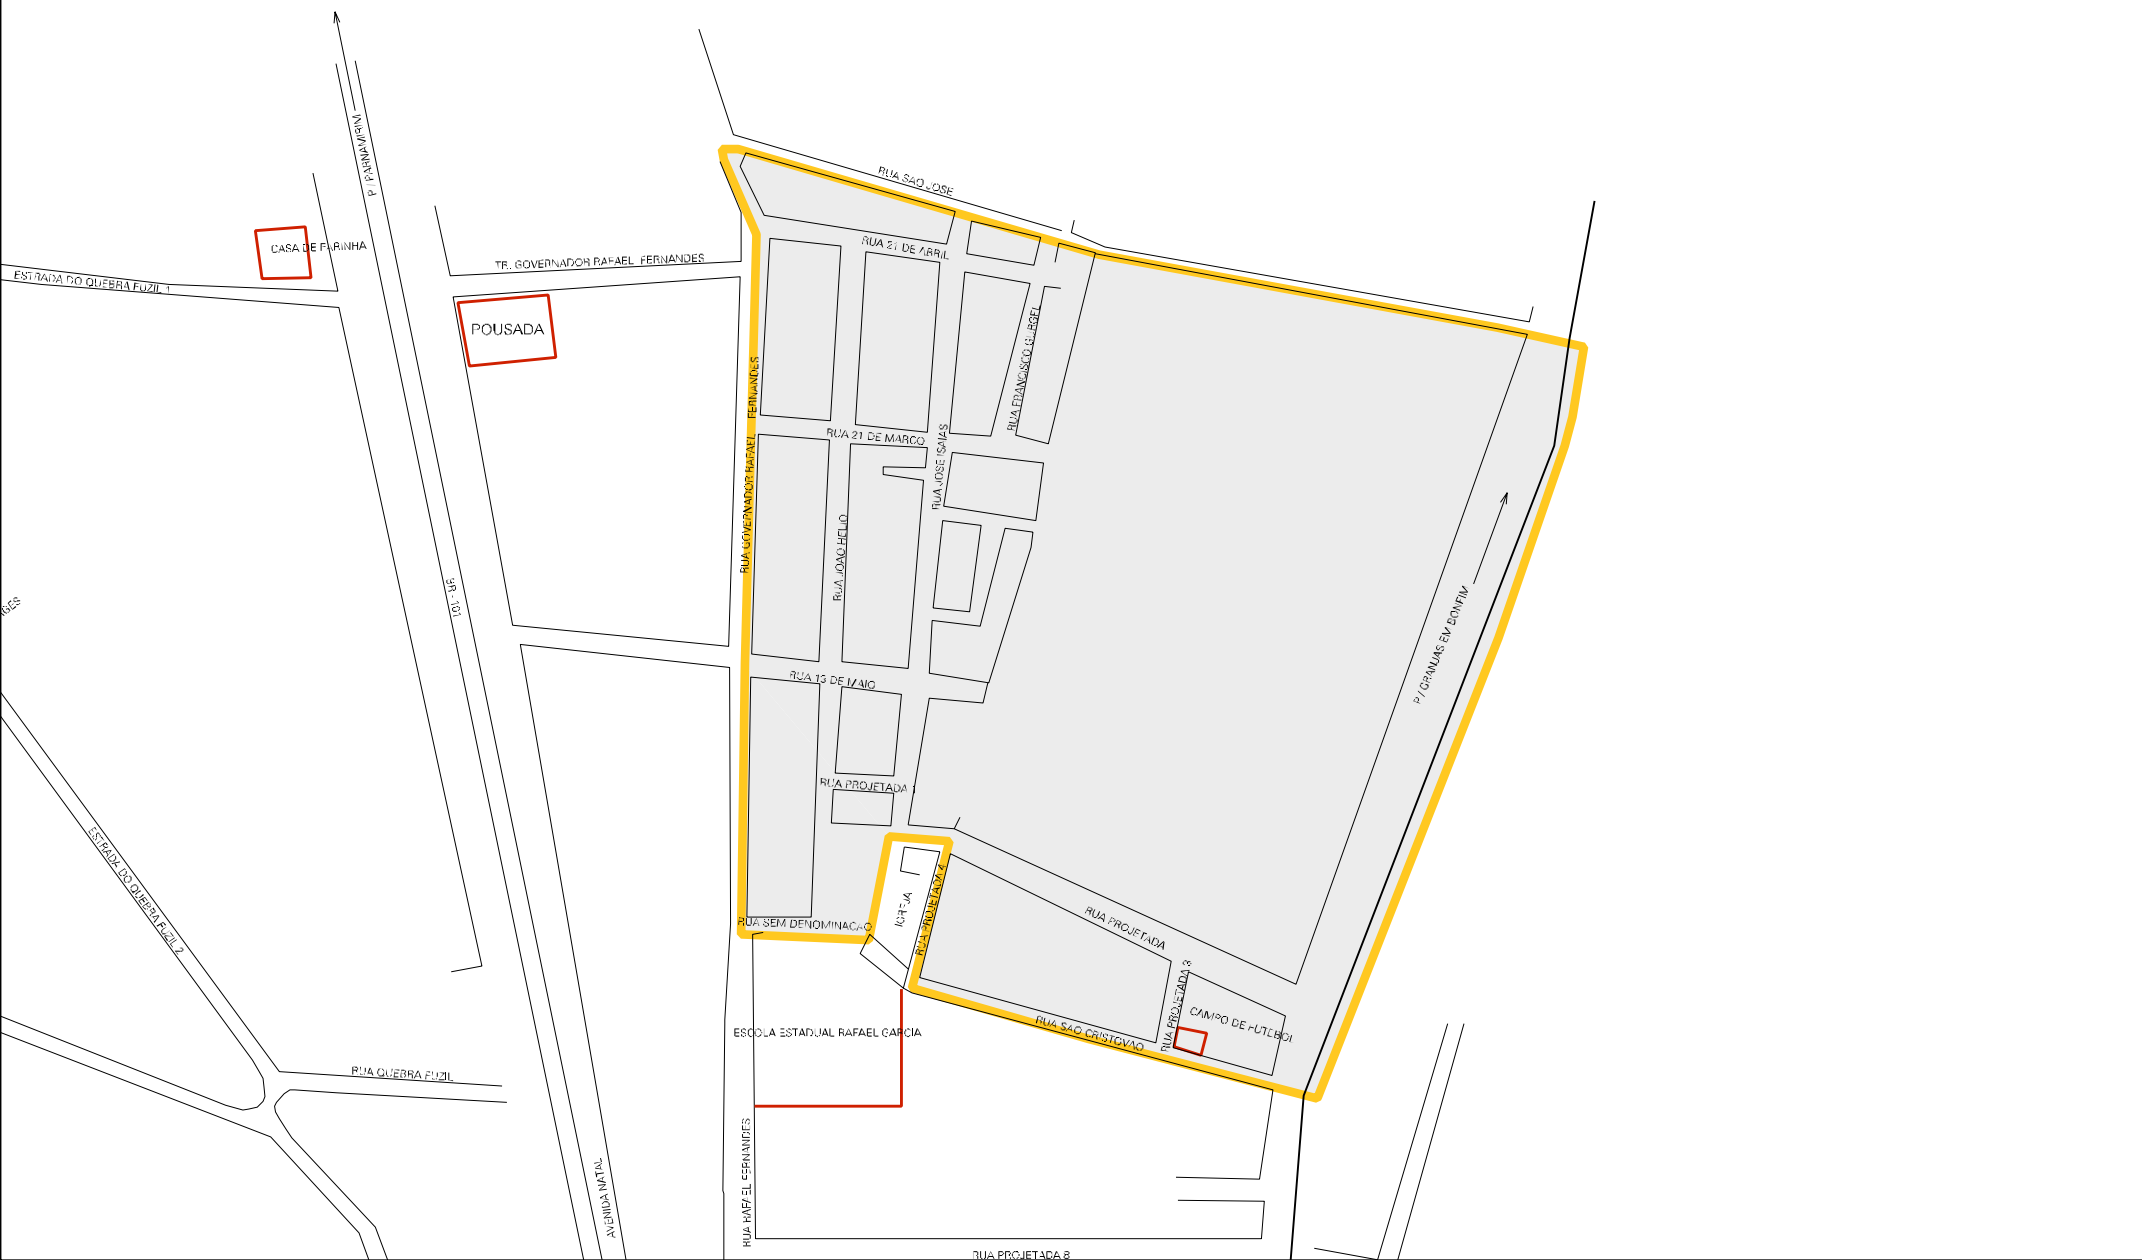 P / PARNAMIRIM
RUA SAO JOSE
CASA DE FARINHA
RUA 21 DE ABRIL
TR. GOVERNADOR RAFAEL FERNANDES
ESTRADA DO QUEBRA FUZIL 1
POUSADA
RUA FRANCISCO GURGEL
RUA GOVERNADOR RAFAEL FERNANDES
RUA 21 DE MARCO
RUA JOSE ISAIAS
RUA JOAO HELIO
BR - 101
P / GRANJAS EM BONFIM
RUA 13 DE MAIO
RUA PROJETADA 1
ESTRADA DO QUEBRA FUZIL 2
IGREJA
RUA PROJETADA 4
RUA SEM DENOMINACAO
RUA PROJETADA
RUA PROJETADA 3
CAMPO DE FUTEBOL
RUA SAO CRISTOVAO
ESCOLA ESTADUAL RAFAEL GARCIA
RUA QUEBRA FUZIL
AVENIDA NATAL
RUA RAFAEL FERNANDES
RUA PROJETADA 8